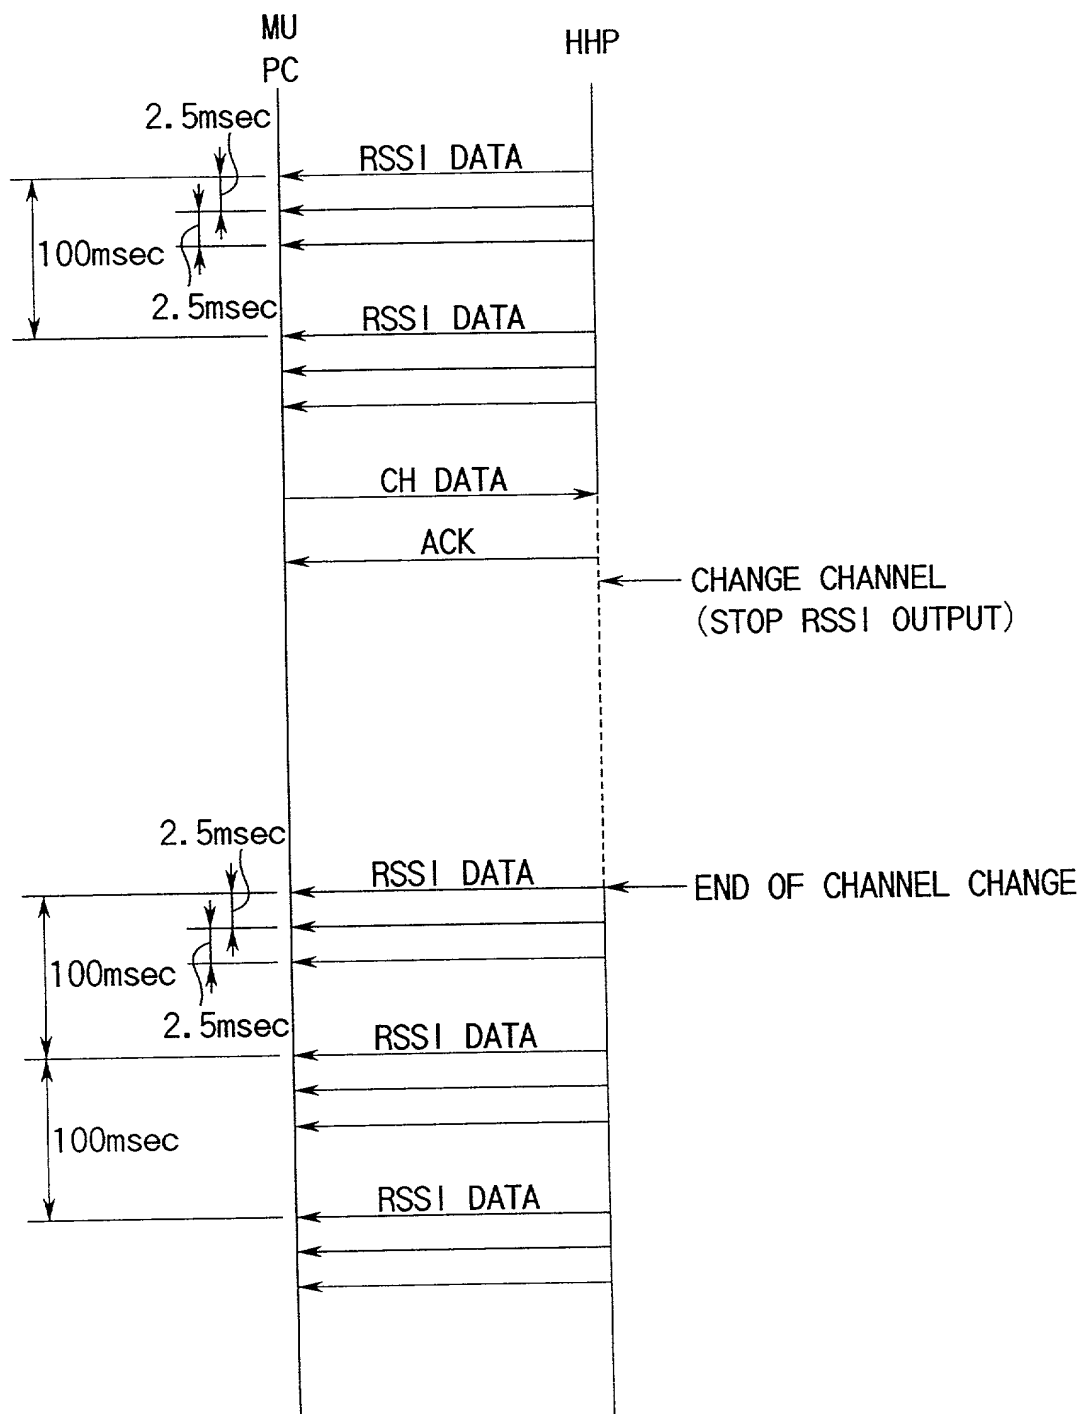 MU
PC
HHP
2.5msec
RSSI DATA
100msec
2.5msec
RSSI DATA
CH DATA
ACK
CHANGE CHANNEL
(STOP RSSI OUTPUT)
2.5msec
RSSI DATA
END OF CHANNEL CHANGE
100msec
2.5msec
RSSI DATA
100msec
RSSI DATA